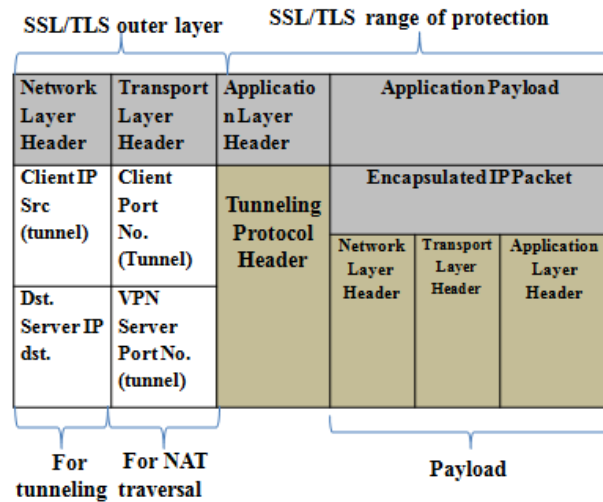 SSL/TLS outer layer
SSL/TLS range of protection
Network
Layer
Header
Transport
Layer
Header
Applicatio
n Layer
Header
Application Payload
Client IP
Src
(tunnel)
Client
Port
No.
(Tunnel)
Tunneling
Protocol
Header
Encapsulated IP Packet
Network
Layer
Header
Transport
Layer
Header
Application
Layer
Header
Dst.
Server IP
dst.
VPN
Server
Port No.
(tunnel)
For
tunneling
For NAT
traversal
Payload